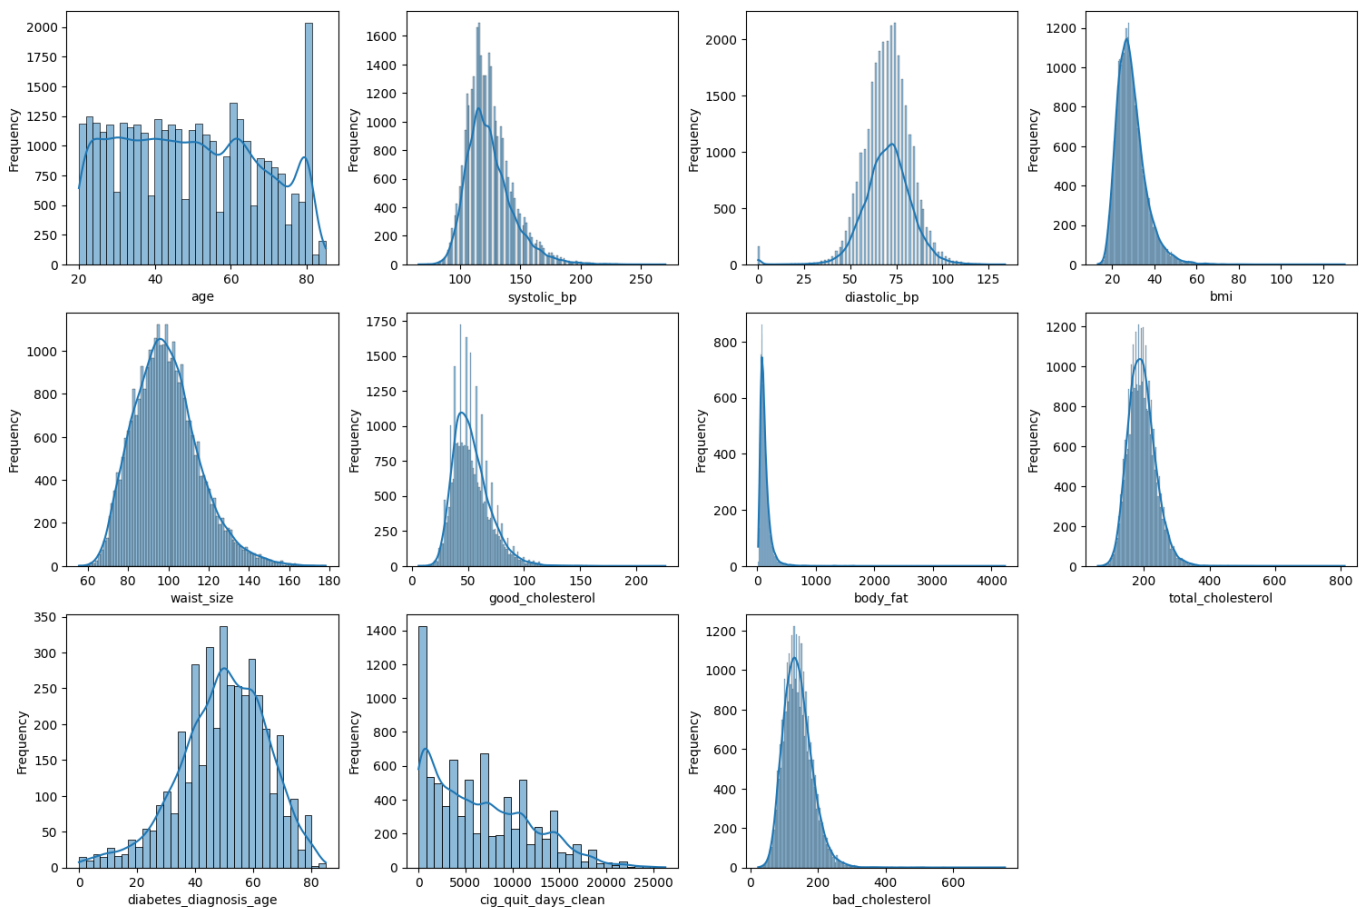 2000
1750
1500
1250
1000
750
500
250
0
Frequency
20 40 60 80
age
1600
1400
1200
1000
800
600
400
200
0
Frequency
100 150 200 250
systolic_bp
2000
1500
1000
500
0
Frequency
0 25 50 75 100 125
diastolic_bp
1200
1000
800
600
400
200
0
Frequency
20 40 60 80 100 120
bmi
1000
800
600
400
200
0
Frequency
60 80 100 120 140 160 180
waist_size
1750
1500
1250
1000
750
500
250
0
Frequency
0 50 100 150 200
good_cholesterol
800
600
400
200
0
Frequency
0 1000 2000 3000 4000
body_fat
1200
1000
800
600
400
200
0
Frequency
200 400 600 800
total_cholesterol
350
300
250
200
150
100
50
0
Frequency
0 20 40 60 80
diabetes_diagnosis_age
1400
1200
1000
800
600
400
200
0
Frequency
0 5000 10000 15000 20000 25000
cig_quit_days_clean
1200
1000
800
600
400
200
0
Frequency
0 200 400 600
bad_cholesterol